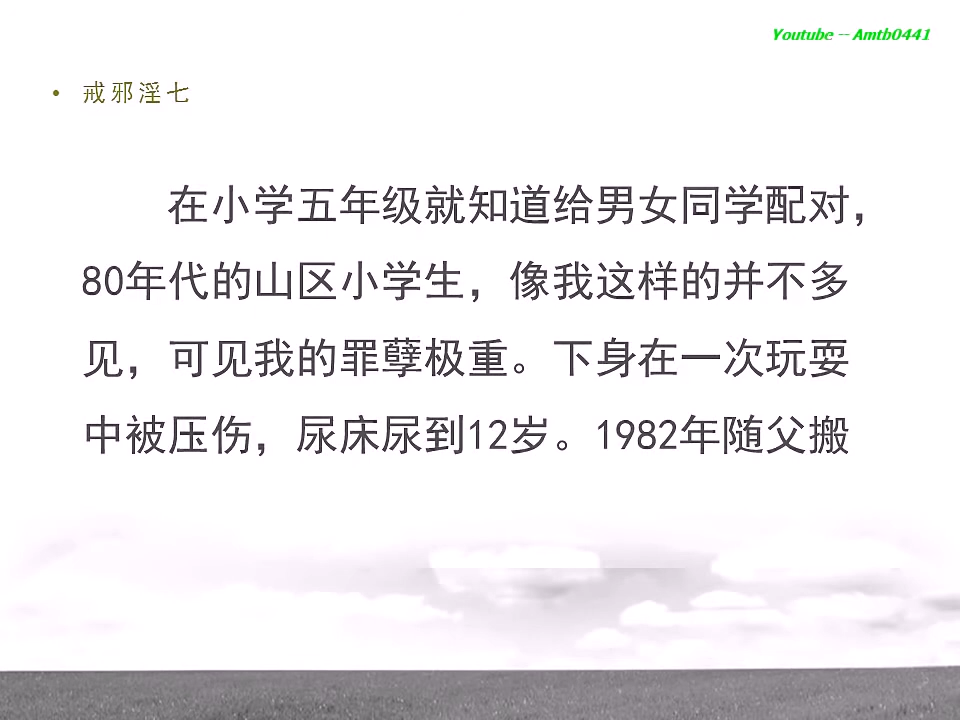 Youtube -- Amtb0441
• 戒邪淫七
在小学五年级就知道给男女同学配对，
80年代的山区小学生，像我这样的并不多
见，可见我的罪孽极重。下身在一次玩耍
中被压伤，尿床尿到12岁。1982年随父搬